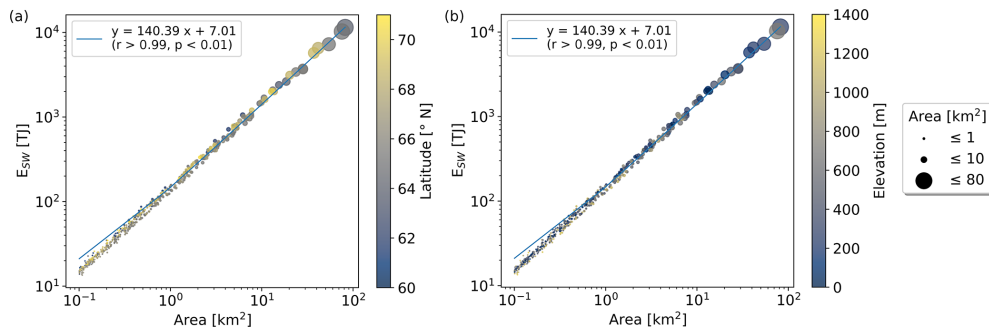 (a)
y = 140.39 x + 7.01
(r > 0.99, p < 0.01)
10⁴
10³
10²
10¹
E_SW [TJ]
10⁻¹ 10⁰ 10¹ 10²
Area [km²]
70
68
66
64
62
60
Latitude [° N]
(b)
y = 140.39 x + 7.01
(r > 0.99, p < 0.01)
10⁴
10³
10²
10¹
E_SW [TJ]
10⁻¹ 10⁰ 10¹ 10²
Area [km²]
1400
1200
1000
800
600
400
200
0
Elevation [m]
Area [km²]
≤ 1
≤ 10
≤ 80